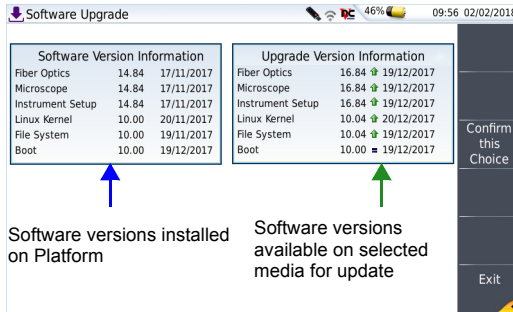 Software Upgrade
46%
09:56 02/02/2018
Software Version Information
Fiber Optics 14.84 17/11/2017
Microscope 14.84 17/11/2017
Instrument Setup 14.84 17/11/2017
Linux Kernel 10.00 20/11/2017
File System 10.00 19/11/2017
Boot 10.00 19/12/2017
Upgrade Version Information
Fiber Optics 16.84 ⇧ 19/12/2017
Microscope 16.84 ⇧ 19/12/2017
Instrument Setup 16.84 ⇧ 19/12/2017
Linux Kernel 10.04 ⇧ 20/12/2017
File System 10.04 ⇧ 19/12/2017
Boot 10.00 = 19/12/2017
Confirm
this
Choice
Exit
Software versions installed
on Platform
Software versions
available on selected
media for update